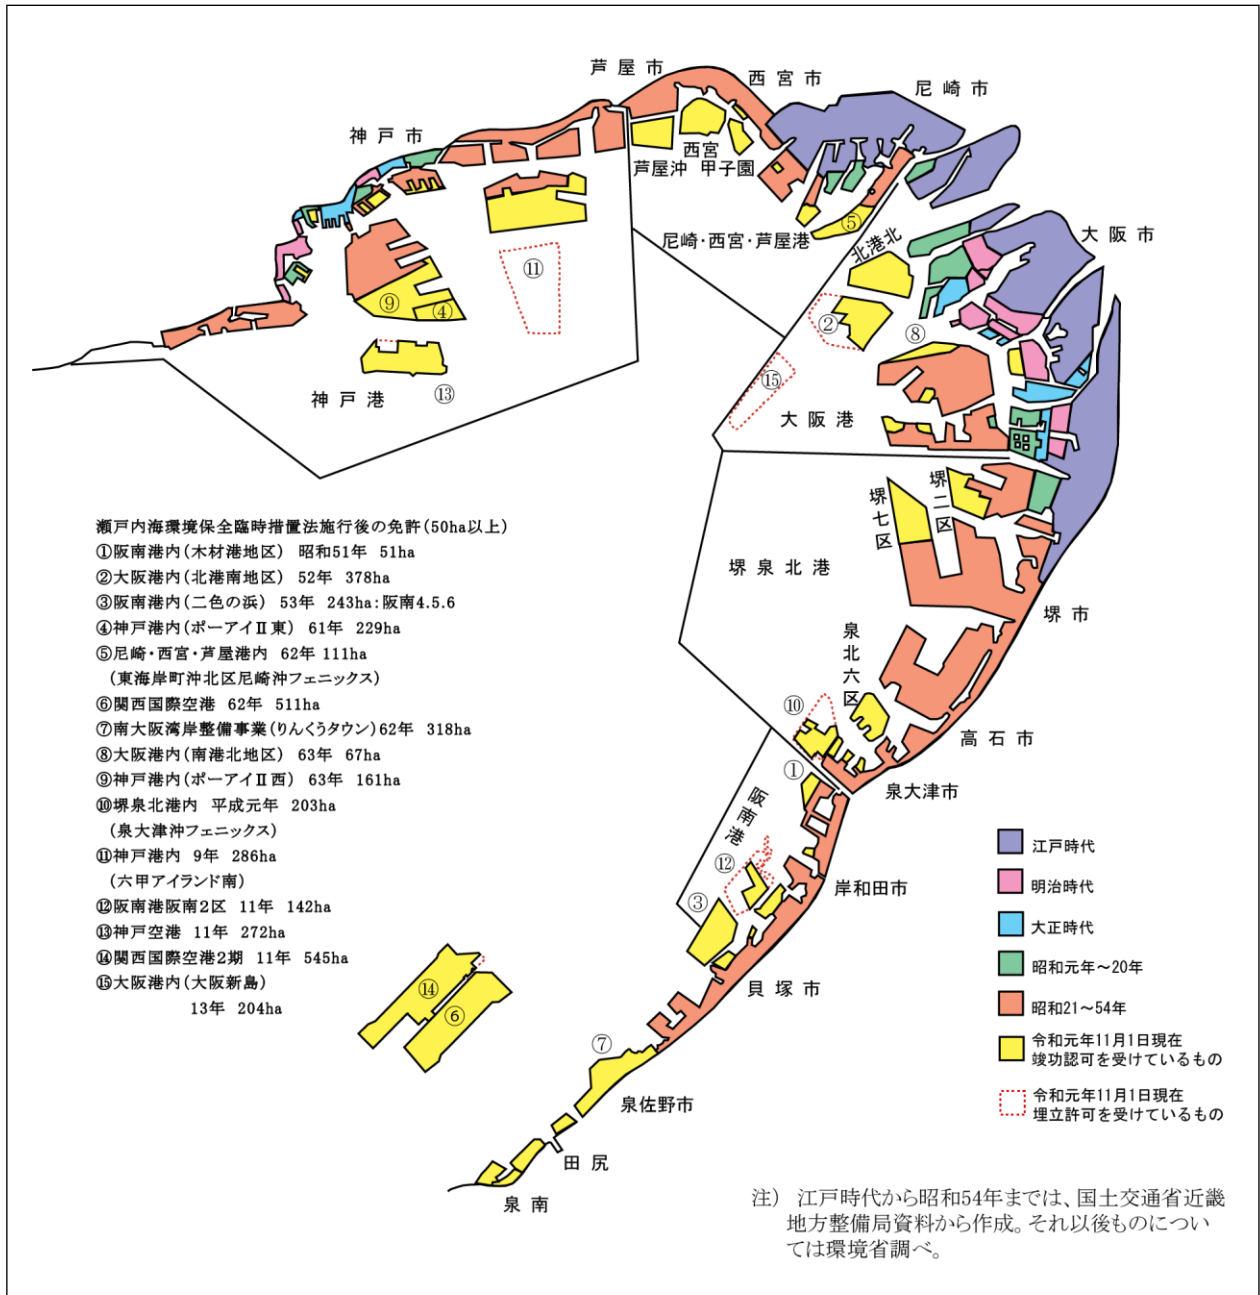 芦屋市
西宮市
尼崎市
神戸市
西宮
芦屋沖 甲子園
尼崎・西宮・芦屋港
⑤
北港北
大阪市
⑪
⑨
④
②
⑧
⑮
⑬
神戸港
大阪港
堺七区
堺二区
堺泉北港
堺市
泉北六区
⑩
高石市
①
泉大津市
阪南港
⑫
③
岸和田市
貝塚市
⑭
⑥
⑦
泉佐野市
田尻
泉南
瀬戸内海環境保全臨時措置法施行後の免許(50ha以上)
①阪南港内(木材港地区) 昭和51年 51ha
②大阪港内(北港南地区) 52年 378ha
③阪南港内(二色の浜) 53年 243ha:阪南4.5.6
④神戸港内(ポーアイⅡ東) 61年 229ha
⑤尼崎・西宮・芦屋港内 62年 111ha
(東海岸町沖北区尼崎沖フェニックス)
⑥関西国際空港 62年 511ha
⑦南大阪湾岸整備事業(りんくうタウン)62年 318ha
⑧大阪港内(南港北地区) 63年 67ha
⑨神戸港内(ポーアイⅡ西) 63年 161ha
⑩堺泉北港内 平成元年 203ha
(泉大津沖フェニックス)
⑪神戸港内 9年 286ha
(六甲アイランド南)
⑫阪南港阪南2区 11年 142ha
⑬神戸空港 11年 272ha
⑭関西国際空港2期 11年 545ha
⑮大阪港内(大阪新島)
13年 204ha
江戸時代
明治時代
大正時代
昭和元年～20年
昭和21～54年
令和元年11月1日現在
竣功認可を受けているもの
令和元年11月1日現在
埋立許可を受けているもの
注) 江戸時代から昭和54年までは、国土交通省近畿
地方整備局資料から作成。それ以後ものについ
ては環境省調べ。